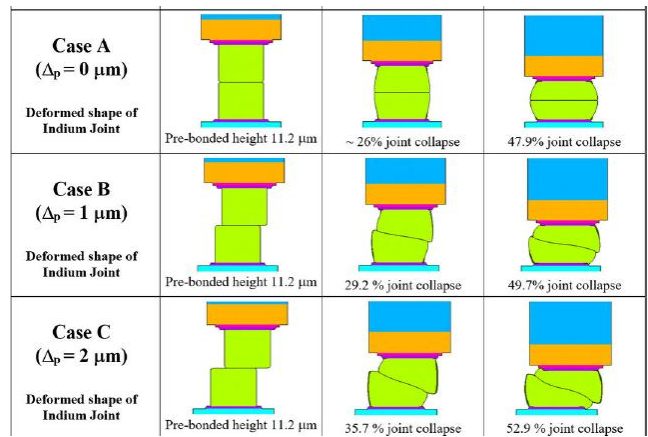 Case A
(Δp = 0 μm)
Deformed shape of
Indium Joint
Pre-bonded height 11.2 μm
~ 26% joint collapse
47.9% joint collapse
Case B
(Δp = 1 μm)
Deformed shape of
Indium Joint
Pre-bonded height 11.2 μm
29.2 % joint collapse
49.7% joint collapse
Case C
(Δp = 2 μm)
Deformed shape of
Indium Joint
Pre-bonded height 11.2 μm
35.7 % joint collapse
52.9 % joint collapse